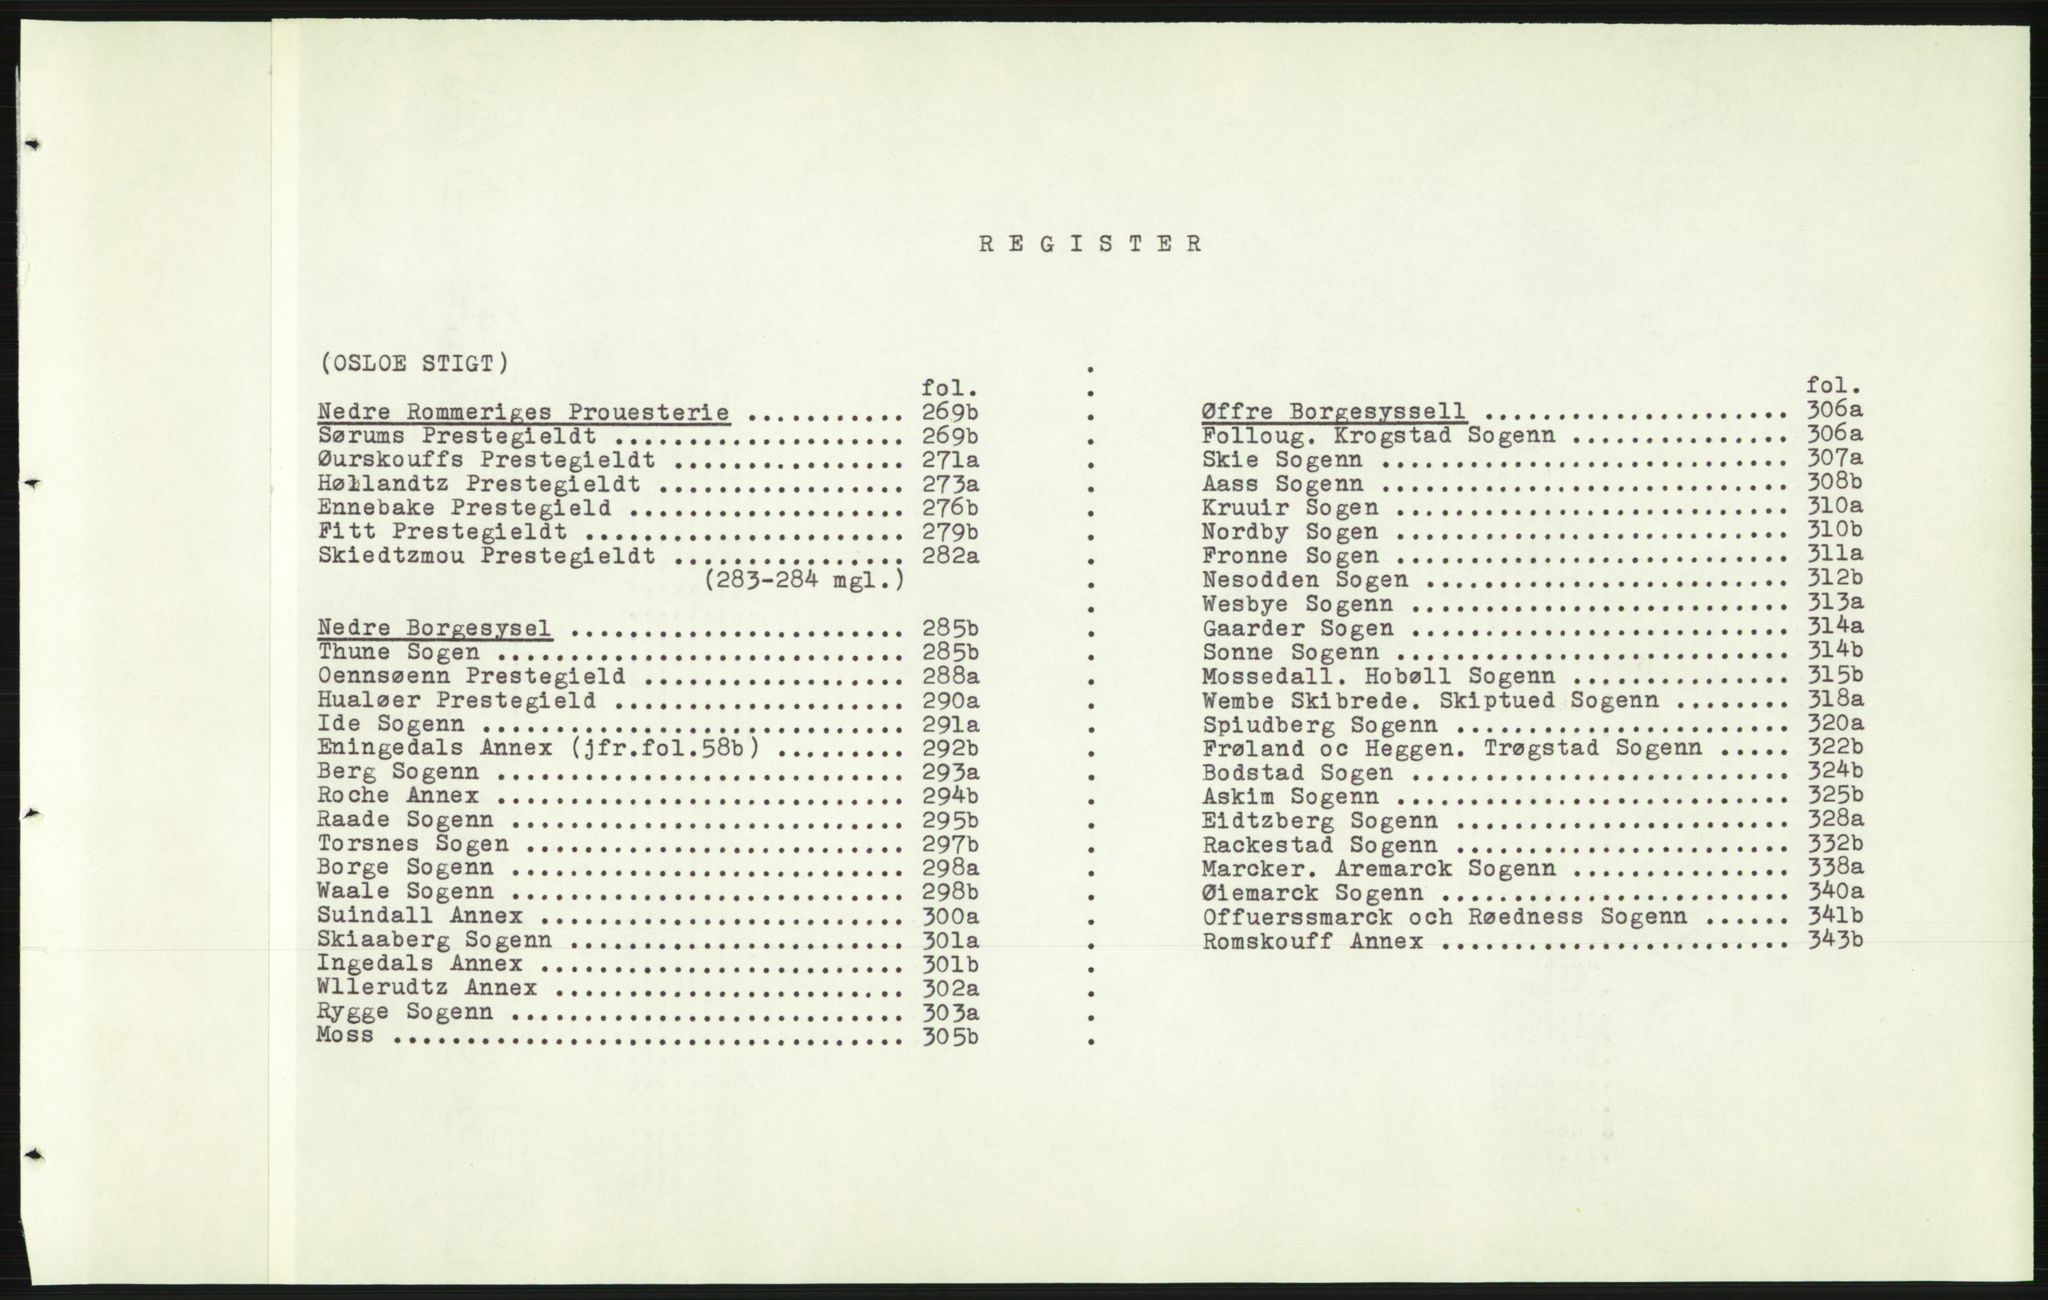 REGISTER
(OSLOE STIGT)
fol.
Nedre Rommeriges Prouesterie ........... 269b
Sørums Prestegieldt .................... 269b
Øurskouffs Prestegieldt ................ 271a
Høllandtz Prestegieldt ................. 273a
Ennebake Prestegield ................... 276b
Fitt Prestegieldt ...................... 279b
Skiedtzmou Prestegieldt ................ 282a
(283-284 mgl.)
Nedre Borgesysel ....................... 285b
Thune Sogen ............................ 285b
Oennsøenn Prestegield .................. 288a
Hualøer Prestegield .................... 290a
Ide Sogenn ............................. 291a
Eningedals Annex (jfr.fol.58b) ......... 292b
Berg Sogenn ............................ 293a
Roche Annex ............................ 294b
Raade Sogenn ........................... 295b
Torsnes Sogen .......................... 297b
Borge Sogenn ........................... 298a
Waale Sogenn ........................... 298b
Suindall Annex ......................... 300a
Skiaaberg Sogenn ....................... 301a
Ingedals Annex ......................... 301b
Wllerudtz Annex ........................ 302a
Rygge Sogenn ........................... 303a
Moss ................................... 305b
fol.
Øffre Borgesyssell ..................... 306a
Folloug. Krogstad Sogenn ............... 306a
Skie Sogenn ............................ 307a
Aass Sogenn ............................ 308b
Kruuir Sogen ........................... 310a
Nordby Sogen ........................... 310b
Fronne Sogen ........................... 311a
Nesodden Sogen ......................... 312b
Wesbye Sogenn .......................... 313a
Gaarder Sogen .......................... 314a
Sonne Sogenn ........................... 314b
Mossedall. Hobøll Sogenn ............... 315b
Wembe Skibrede. Skiptued Sogenn ........ 318a
Spiudberg Sogenn ....................... 320a
Frøland oc Heggen. Trøgstad Sogenn ..... 322b
Bodstad Sogen .......................... 324b
Askim Sogenn ........................... 325b
Eidtzberg Sogenn ....................... 328a
Rackestad Sogenn ....................... 332b
Marcker. Aremarck Sogenn ............... 338a
Øiemarck Sogenn ........................ 340a
Offuerssmarck och Røedness Sogenn ...... 341b
Romskouff Annex ........................ 343b